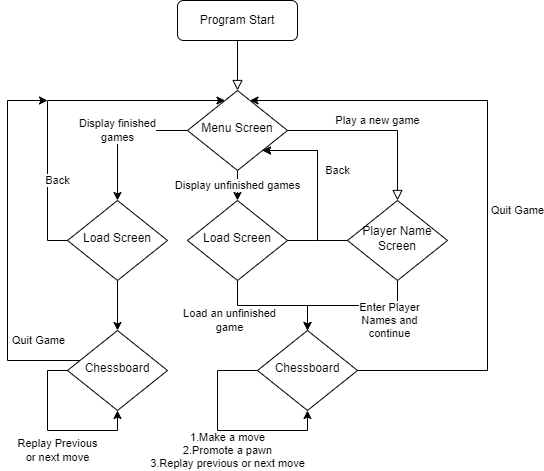 Program Start
Menu Screen
Display finished
games
Play a new game
Back
Display unfinished games
Back
Load Screen
Load Screen
Player Name
Screen
Quit Game
Load an unfinished
game
Enter Player
Names and
continue
Quit Game
Chessboard
Chessboard
Replay Previous
or next move
1.Make a move
2.Promote a pawn
3.Replay previous or next move